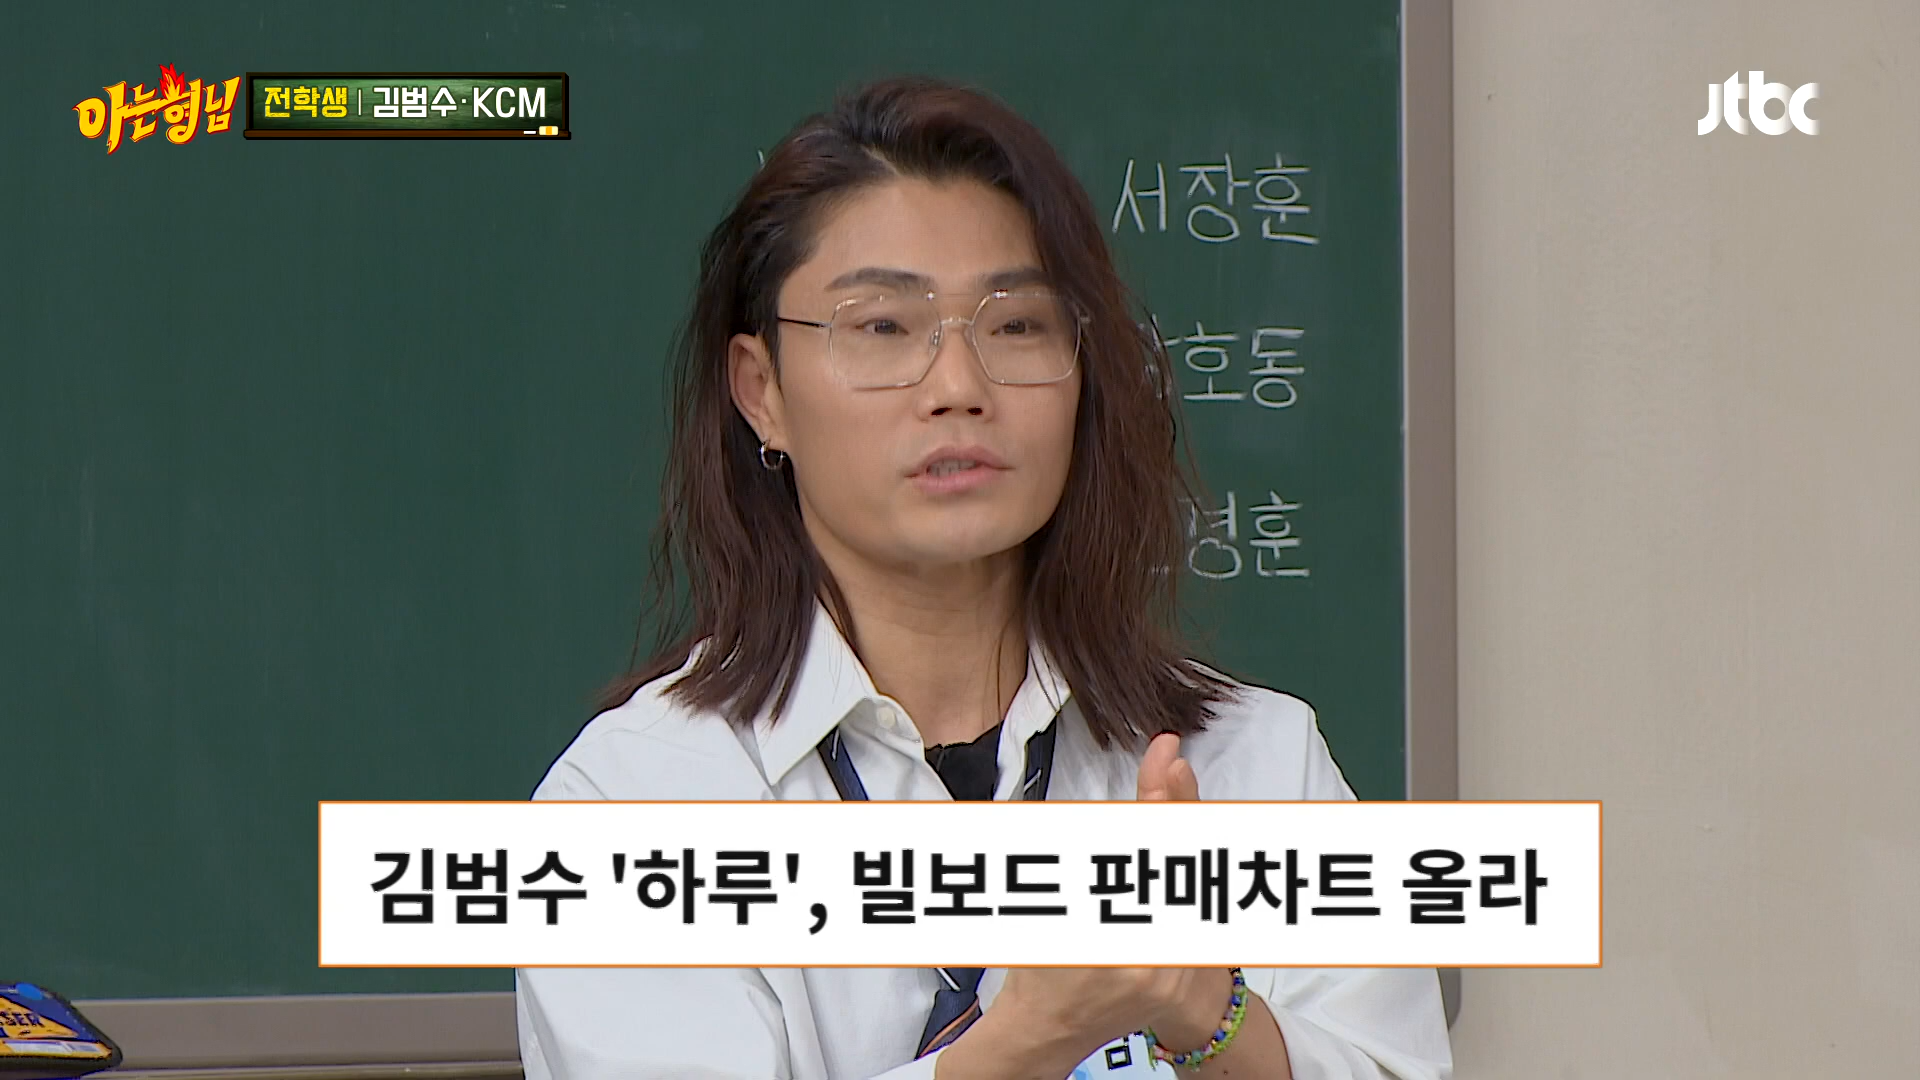 아는형님
전학생 | 김범수·KCM
jtbc
서장훈
호동
경훈
김범수 '하루', 빌보드 판매차트 올라
범